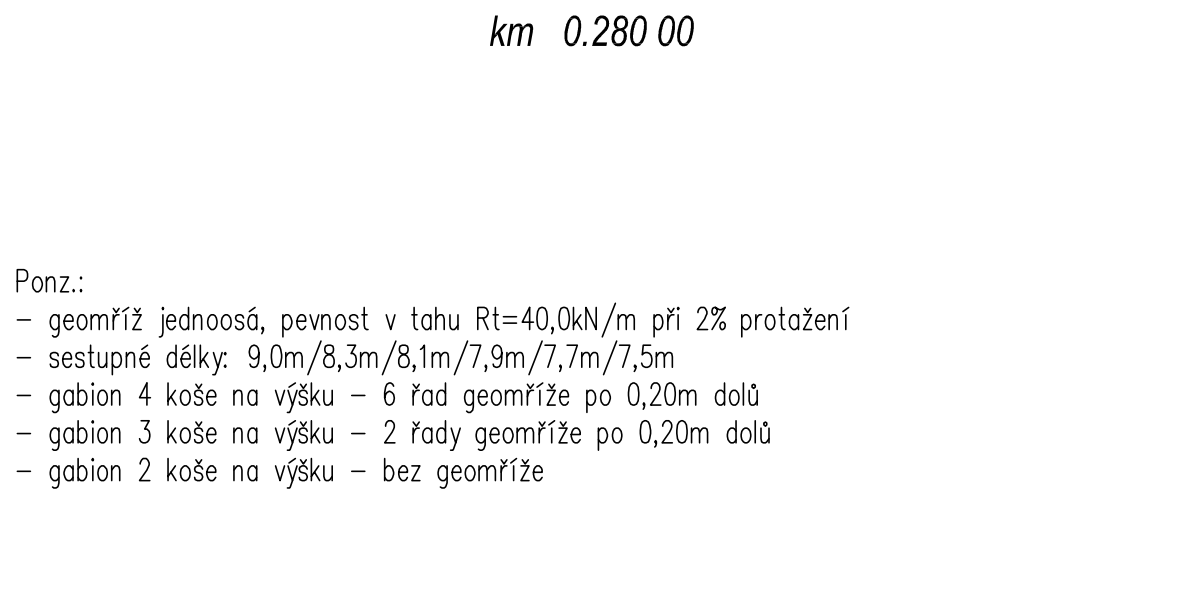 km 0.280 00
Ponz.:
- geomříž jednoosá, pevnost v tahu Rt=40,0kN/m při 2% protažení
- sestupné délky: 9,0m/8,3m/8,1m/7,9m/7,7m/7,5m
- gabion 4 koše na výšku - 6 řad geomříže po 0,20m dolů
- gabion 3 koše na výšku - 2 řady geomříže po 0,20m dolů
- gabion 2 koše na výšku - bez geomříže